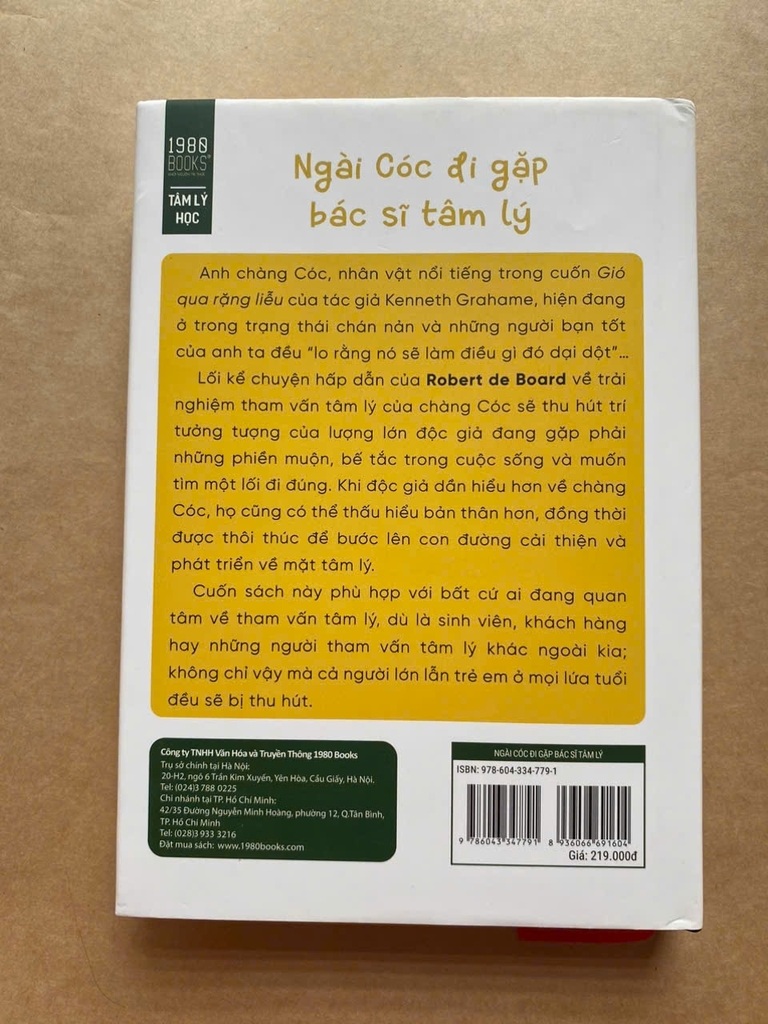 1980
BOOKS
TÂM LÝ
HỌC
Ngài Cóc đi gặp
bác sĩ tâm lý
Anh chàng Cóc, nhân vật nổi tiếng trong cuốn Gió
qua rặng liễu của tác giả Kenneth Grahame, hiện đang
ở trong trạng thái chán nản và những người bạn tốt
của anh ta đều “lo rằng nó sẽ làm điều gì đó dại dột”...
Lối kể chuyện hấp dẫn của Robert de Board về trải
nghiệm tham vấn tâm lý của chàng Cóc sẽ thu hút trí
tưởng tượng của lượng lớn độc giả đang gặp phải
những phiền muộn, bế tắc trong cuộc sống và muốn
tìm một lối đi đúng. Khi độc giả dần hiểu hơn về chàng
Cóc, họ cũng có thể thấu hiểu bản thân hơn, đồng thời
được thôi thúc để bước lên con đường cải thiện và
phát triển về mặt tâm lý.
Cuốn sách này phù hợp với bất cứ ai đang quan
tâm về tham vấn tâm lý, dù là sinh viên, khách hàng
hay những người tham vấn tâm lý khác ngoài kia;
không chỉ vậy mà cả người lớn lẫn trẻ em ở mọi lứa tuổi
đều sẽ bị thu hút.
Công ty TNHH Văn Hóa và Truyền Thông 1980 Books
Trụ sở chính tại Hà Nội:
20-H2, ngõ 6 Trần Kim Xuyến, Yên Hòa, Cầu Giấy, Hà Nội.
Tel: (024)3 788 0225
Chi nhánh tại TP. Hồ Chí Minh:
42/35 Đường Nguyễn Minh Hoàng, phường 12, Q.Tân Bình,
TP. Hồ Chí Minh
Tel: (028)3 933 3216
Đặt mua sách: www.1980books.com
NGÀI CÓC ĐI GẶP BÁC SĨ TÂM LÝ
ISBN: 978-604-334-779-1
9 786043 347791 8 936066 691604
Giá: 219.000đ